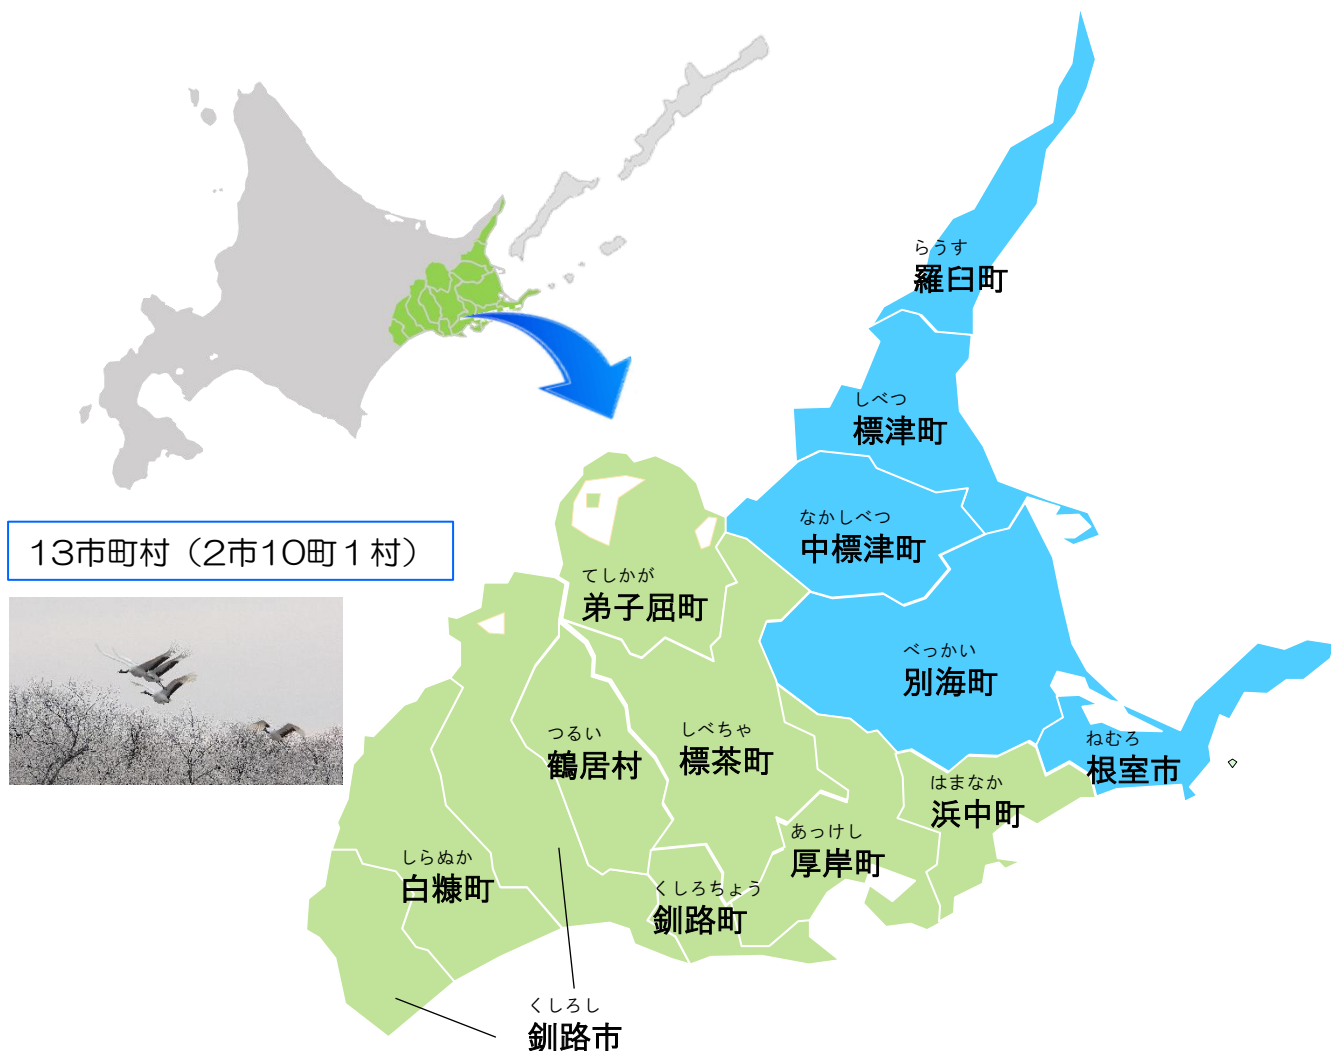 らうす
羅臼町
しべつ
標津町
なかしべつ
中標津町
13市町村（2市10町１村）
てしかが
弟子屈町
べっかい
別海町
つるい
鶴居村
しべちゃ
標茶町
ねむろ
根室市
はまなか
浜中町
あっけし
厚岸町
しらぬか
白糠町
くしろちょう
釧路町
くしろし
釧路市